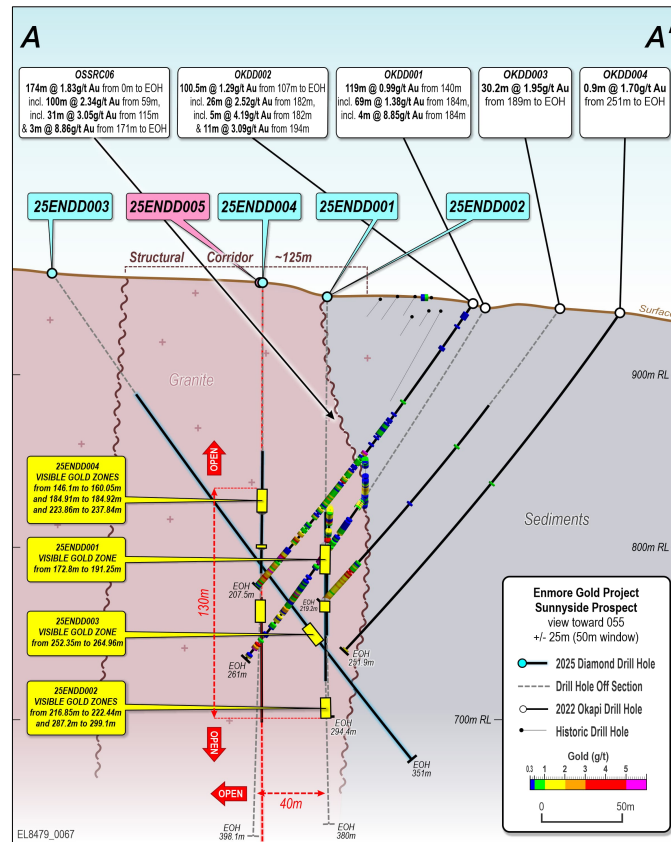 A
A'
OSSRC06
174m @ 1.83g/t Au from 0m to EOH
incl. 100m @ 2.34g/t Au from 59m,
incl. 31m @ 3.05g/t Au from 115m
& 3m @ 8.86g/t Au from 171m to EOH
OKDD002
100.5m @ 1.29g/t Au from 107m to EOH
incl. 26m @ 2.52g/t Au from 182m,
incl. 5m @ 4.19g/t Au from 182m
& 11m @ 3.09g/t Au from 194m
OKDD001
119m @ 0.99g/t Au from 140m
incl. 69m @ 1.38g/t Au from 184m,
incl. 4m @ 8.85g/t Au from 184m
OKDD003
30.2m @ 1.95g/t Au
from 189m to EOH
OKDD004
0.9m @ 1.70g/t Au
from 251m to EOH
25ENDD003
25ENDD005
25ENDD004
25ENDD001
25ENDD002
Structural Corridor ~125m
Surface
900m RL
Granite
OPEN
25ENDD004
VISIBLE GOLD ZONES
from 146.1m to 160.05m
and 184.91m to 184.92m
and 223.86m to 237.84m
Sediments
25ENDD001
VISIBLE GOLD ZONE
from 172.8m to 191.25m
800m RL
EOH
207.5m
EOH
219.2m
130m
25ENDD003
VISIBLE GOLD ZONE
from 252.35m to 264.96m
EOH
261m
EOH
251.9m
25ENDD002
VISIBLE GOLD ZONES
from 216.85m to 222.44m
and 287.2m to 299.1m
EOH
294.4m
700m RL
OPEN
EOH
351m
OPEN
40m
EOH
398.1m
EOH
380m
Enmore Gold Project
Sunnyside Prospect
view toward 055
+/- 25m (50m window)
2025 Diamond Drill Hole
Drill Hole Off Section
2022 Okapi Drill Hole
Historic Drill Hole
Gold (g/t)
0.3 1 2 3 4 5
0 50m
EL8479_0067